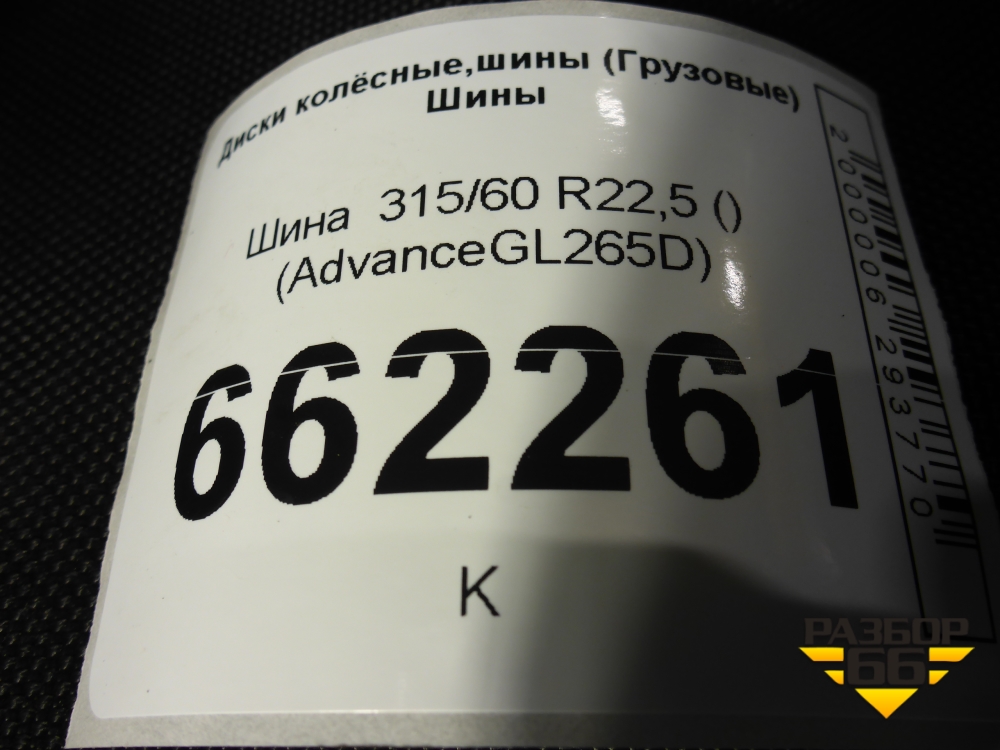 Диски колёсные,шины (Грузовые)
Шины
Шина 315/60 R22,5 ()
(AdvanceGL265D)
662261
К
2000006293770
РАЗБОР
66